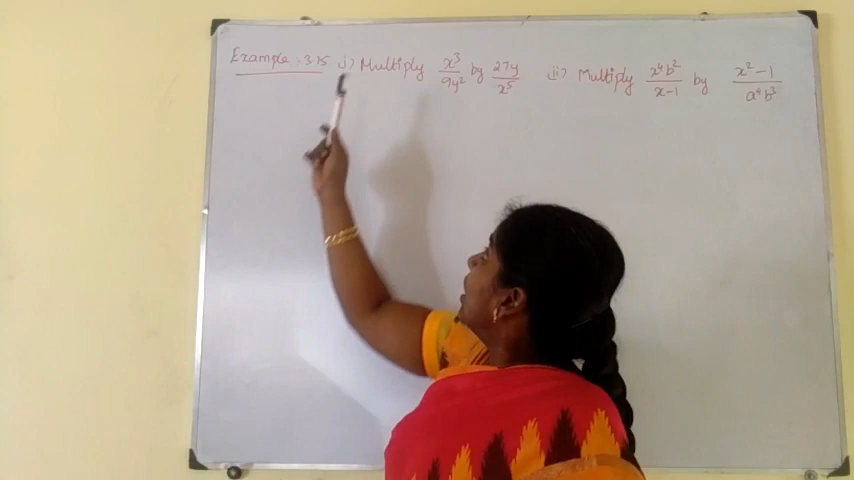 Example : 3.15 i) Multiply x³/9y² by 27y/x⁵ ii) Multiply x⁴b²/x-1 by x²-1/a⁴b³